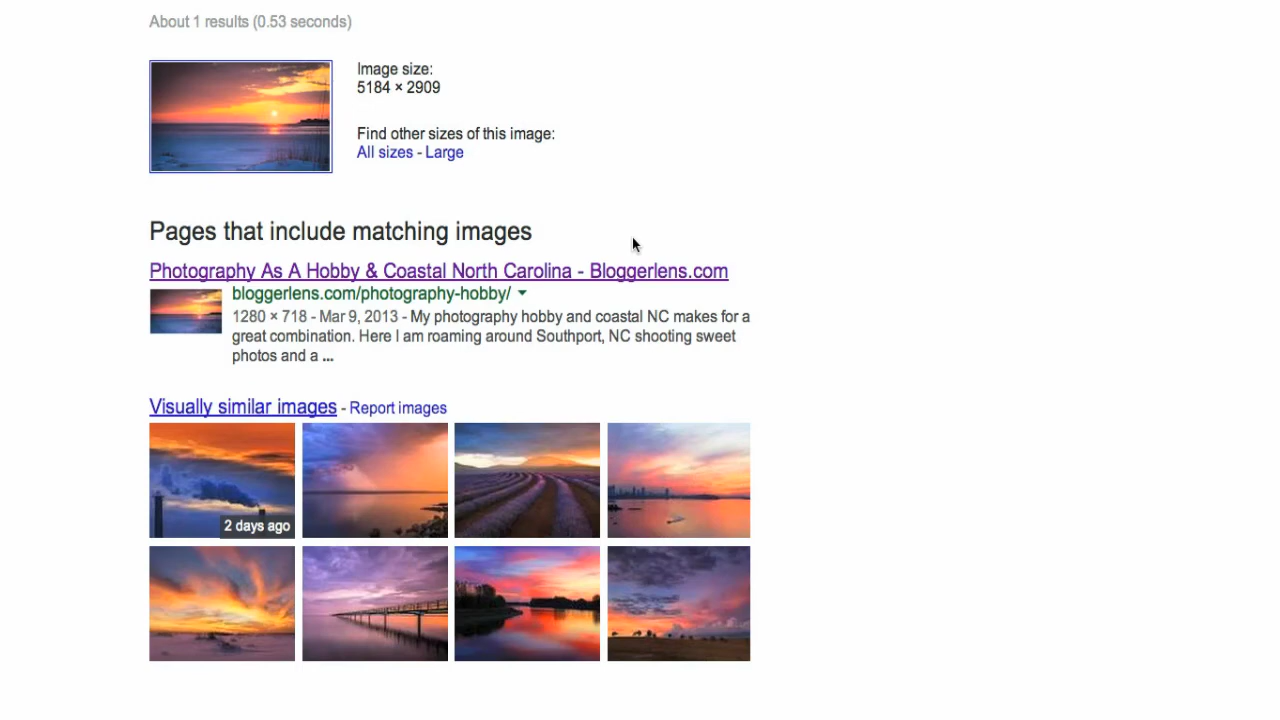 About 1 results (0.53 seconds)
Image size:
5184 × 2909
Find other sizes of this image:
All sizes - Large
Pages that include matching images
Photography As A Hobby & Coastal North Carolina - Bloggerlens.com
bloggerlens.com/photography-hobby/
1280 × 718 - Mar 9, 2013 - My photography hobby and coastal NC makes for a
great combination. Here I am roaming around Southport, NC shooting sweet
photos and a ...
Visually similar images - Report images
2 days ago